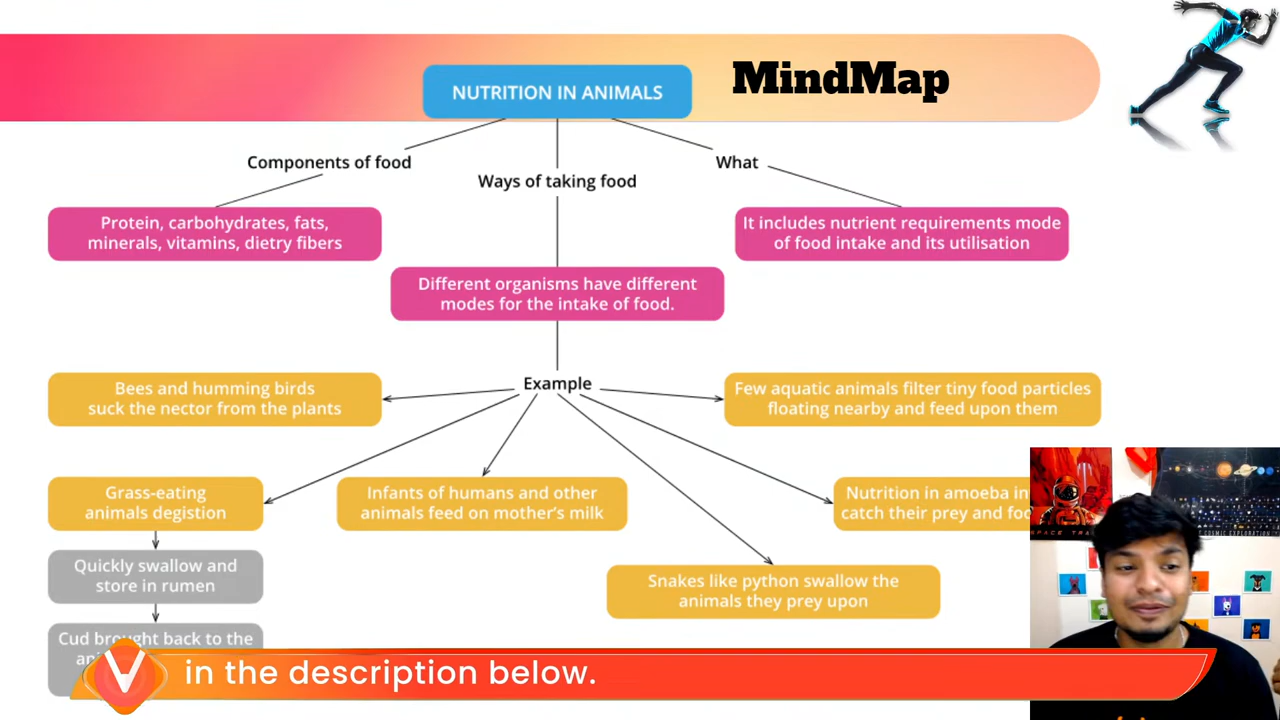 MindMap
NUTRITION IN ANIMALS
Components of food
Ways of taking food
What
Protein, carbohydrates, fats,
minerals, vitamins, dietry fibers
It includes nutrient requirements mode
of food intake and its utilisation
Different organisms have different
modes for the intake of food.
Example
Bees and humming birds
suck the nector from the plants
Few aquatic animals filter tiny food particles
floating nearby and feed upon them
Grass-eating
animals degistion
Infants of humans and other
animals feed on mother's milk
Nutrition in amoeba in
catch their prey and
Quickly swallow and
store in rumen
Snakes like python swallow the
animals they prey upon
Cud brought back to the
in the description below.
SPACE